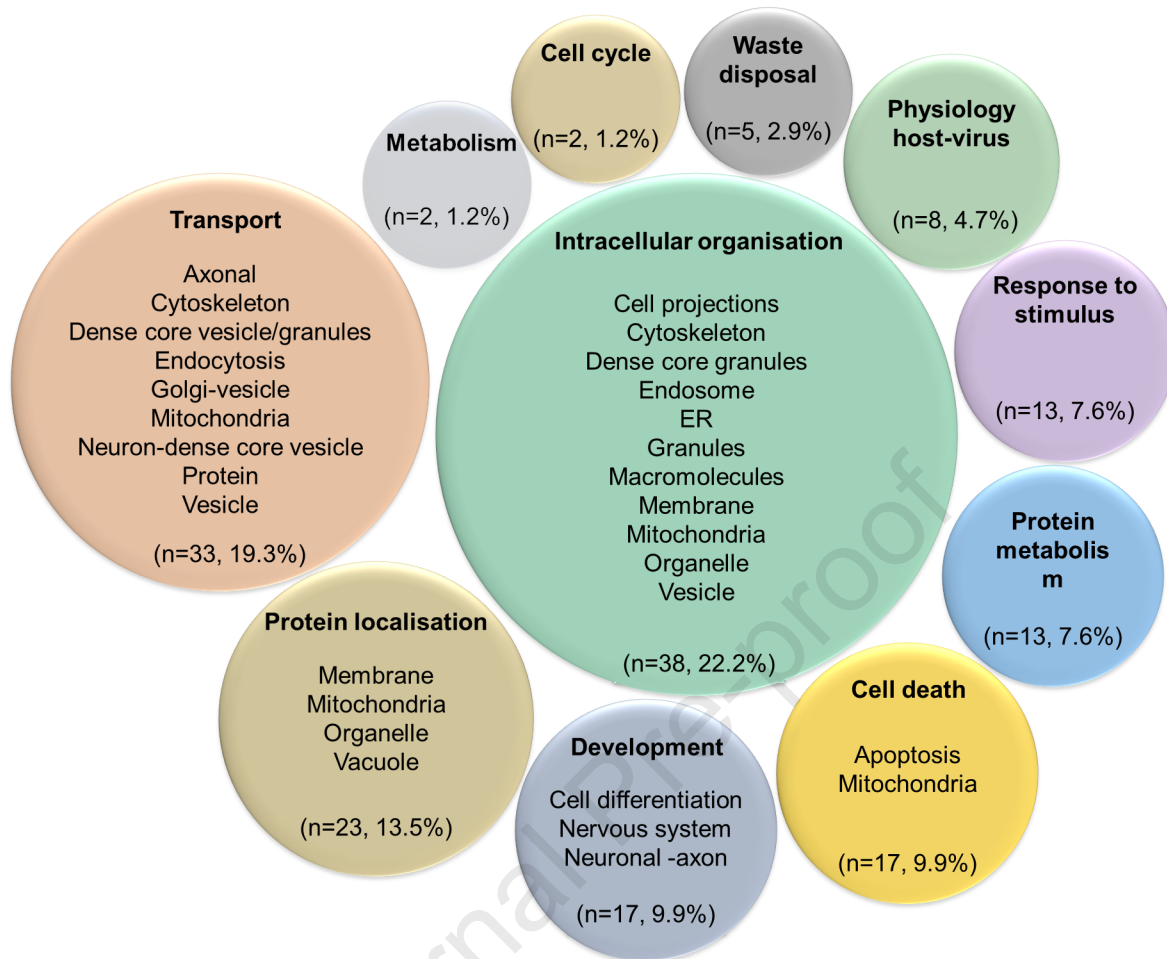 Cell cycle
(n=2, 1.2%)
Waste
disposal
(n=5, 2.9%)
Physiology
host-virus
(n=8, 4.7%)
Metabolism
(n=2, 1.2%)
Transport
Axonal
Cytoskeleton
Dense core vesicle/granules
Endocytosis
Golgi-vesicle
Mitochondria
Neuron-dense core vesicle
Protein
Vesicle
(n=33, 19.3%)
Intracellular organisation
Cell projections
Cytoskeleton
Dense core granules
Endosome
ER
Granules
Macromolecules
Membrane
Mitochondria
Organelle
Vesicle
(n=38, 22.2%)
Response to
stimulus
(n=13, 7.6%)
Protein
metabolis
m
(n=13, 7.6%)
Protein localisation
Membrane
Mitochondria
Organelle
Vacuole
(n=23, 13.5%)
Development
Cell differentiation
Nervous system
Neuronal -axon
(n=17, 9.9%)
Cell death
Apoptosis
Mitochondria
(n=17, 9.9%)
rnal Pre-proof